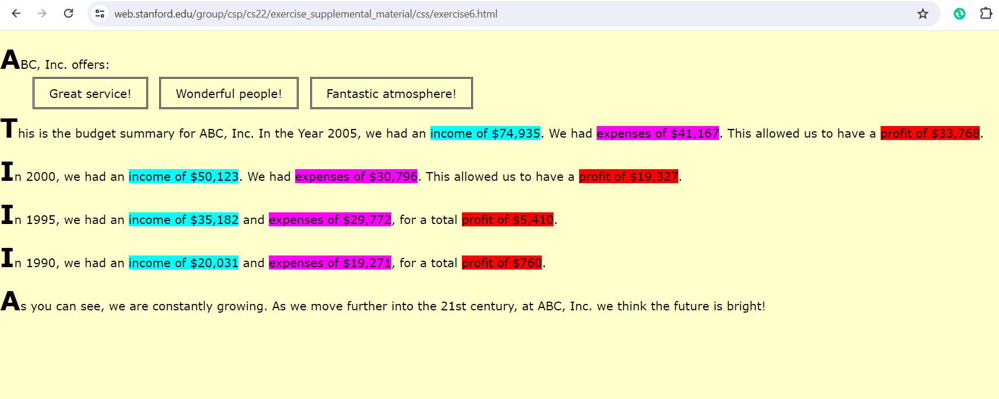 web.stanford.edu/group/csp/cs22/exercise_supplemental_material/css/exercise6.html
ABC, Inc. offers:
Great service! Wonderful people! Fantastic atmosphere!
This is the budget summary for ABC, Inc. In the Year 2005, we had an income of $74,935. We had expenses of $41,167. This allowed us to have a profit of $33,768.
In 2000, we had an income of $50,123. We had expenses of $30,796. This allowed us to have a profit of $19,327.
In 1995, we had an income of $35,182 and expenses of $29,772, for a total profit of $5,410.
In 1990, we had an income of $20,031 and expenses of $19,271, for a total profit of $760.
As you can see, we are constantly growing. As we move further into the 21st century, at ABC, Inc. we think the future is bright!